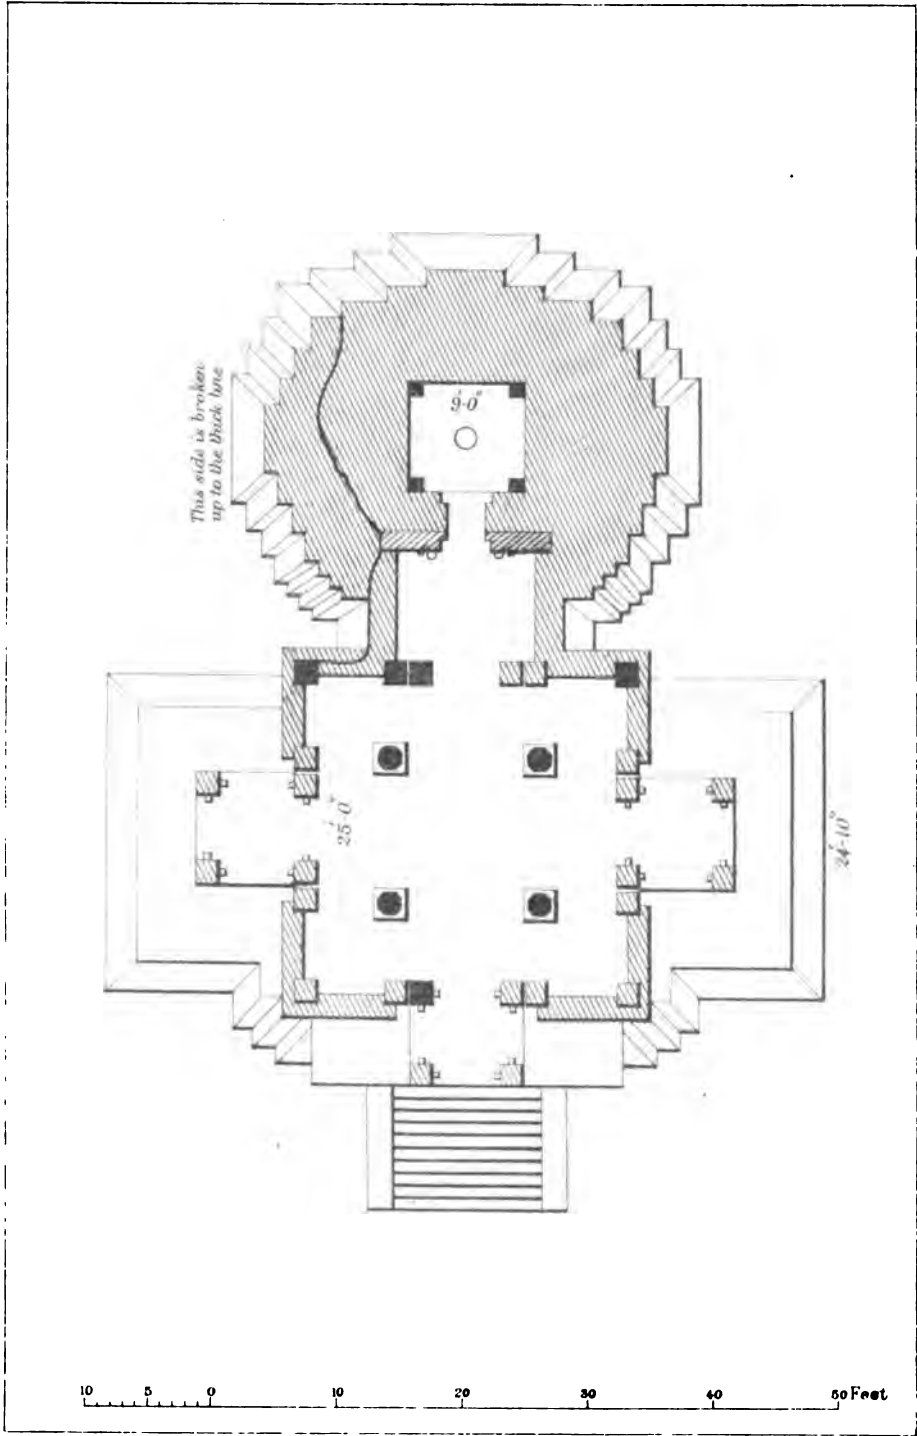 9'-0"
This side is broken
up to the thick line
25'-0"
24'-10"
10 5 0 10 20 30 40 50 Feet